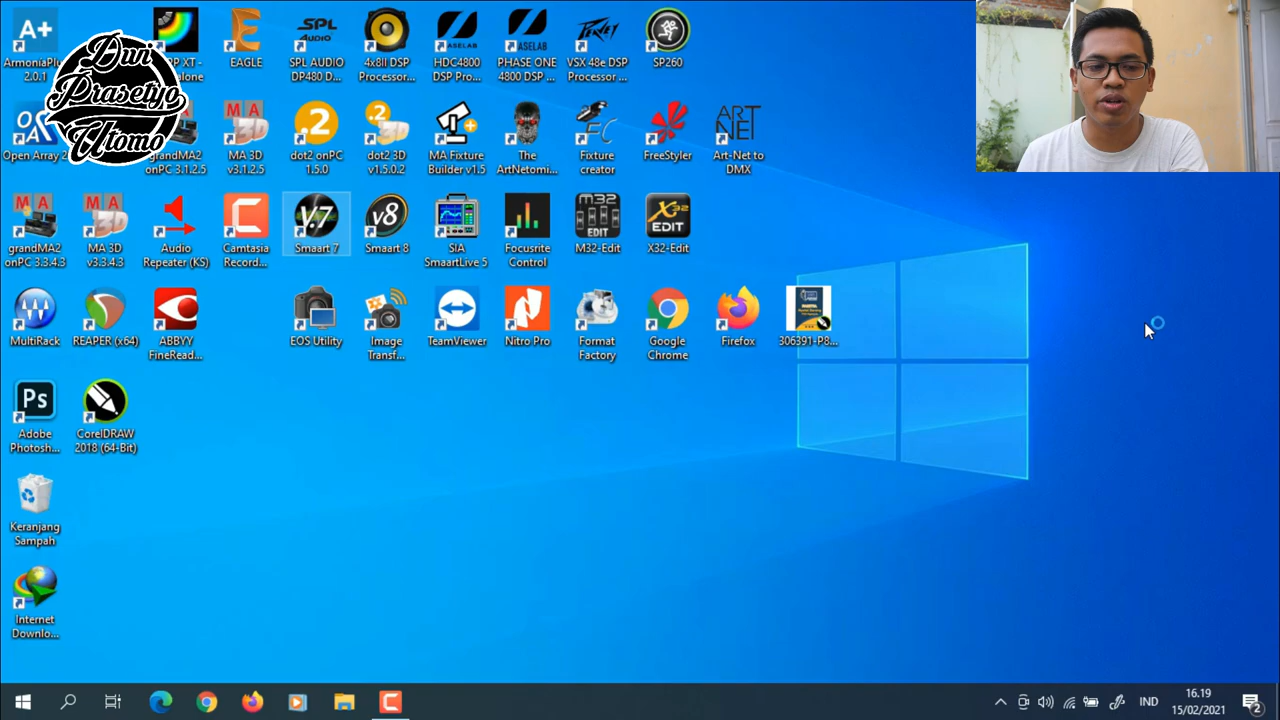 ArmoniaPlu
2.0.1
RP XT -
alone
EAGLE
SPL
AUDIO
SPL AUDIO
DP480 D...
4x8II DSP
Processor...
ASELAB
HDC4800
DSP Pro...
ASELAB
PHASE ONE
4800 DSP ...
PEAVEY
VSX 48e DSP
Processor ...
SP260
Dwi
Prasetyo
Utomo
Open Array 2
grandMA2
onPC 3.1.2.5
MA
3D
MA 3D
v3.1.2.5
.2
dot2 onPC
1.5.0
.2
dot2 3D
v1.5.0.2
MA Fixture
Builder v1.5
The
ArtNetomi...
FC
Fixture
creator
FreeStyler
ART
NET
Art-Net to
DMX
MA
grandMA2
onPC 3.3.4.3
MA
3D
MA 3D
v3.3.4.3
Audio
Repeater (KS)
C
Camtasia
Record...
V.7
Smaart 7
v8
Smaart 8
SIA
SmaartLive 5
Focusrite
Control
M32
EDIT
M32-Edit
X32
EDIT
X32-Edit
MultiRack
REAPER (x64)
ABBYY
FineRead...
EOS Utility
Image
Transf...
TeamViewer
Nitro Pro
Format
Factory
Google
Chrome
Firefox
306391-P8...
Ps
Adobe
Photosh...
CorelDRAW
2018 (64-Bit)
Keranjang
Sampah
Internet
Downlo...
C
IND
16.19
15/02/2021
2